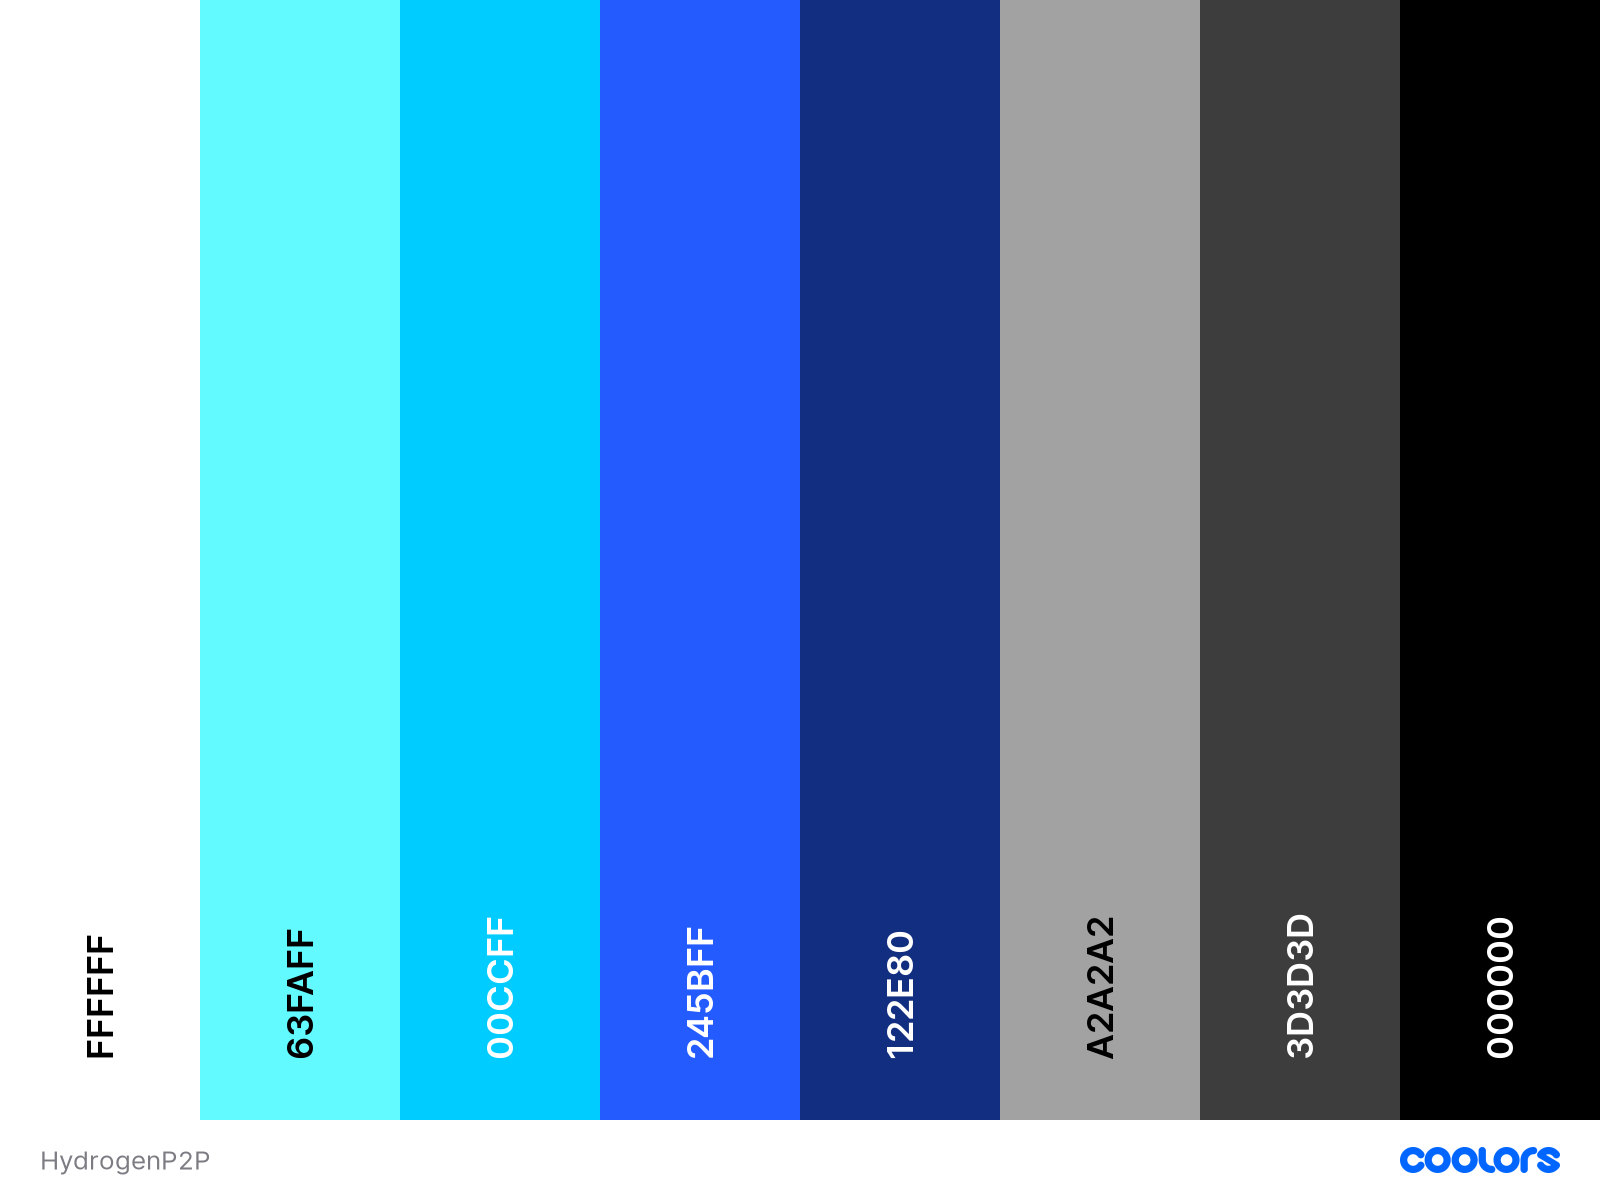 FFFFFF
63FAFF
00CCFF
245BFF
122E80
A2A2A2
3D3D3D
000000
HydrogenP2P
coolors